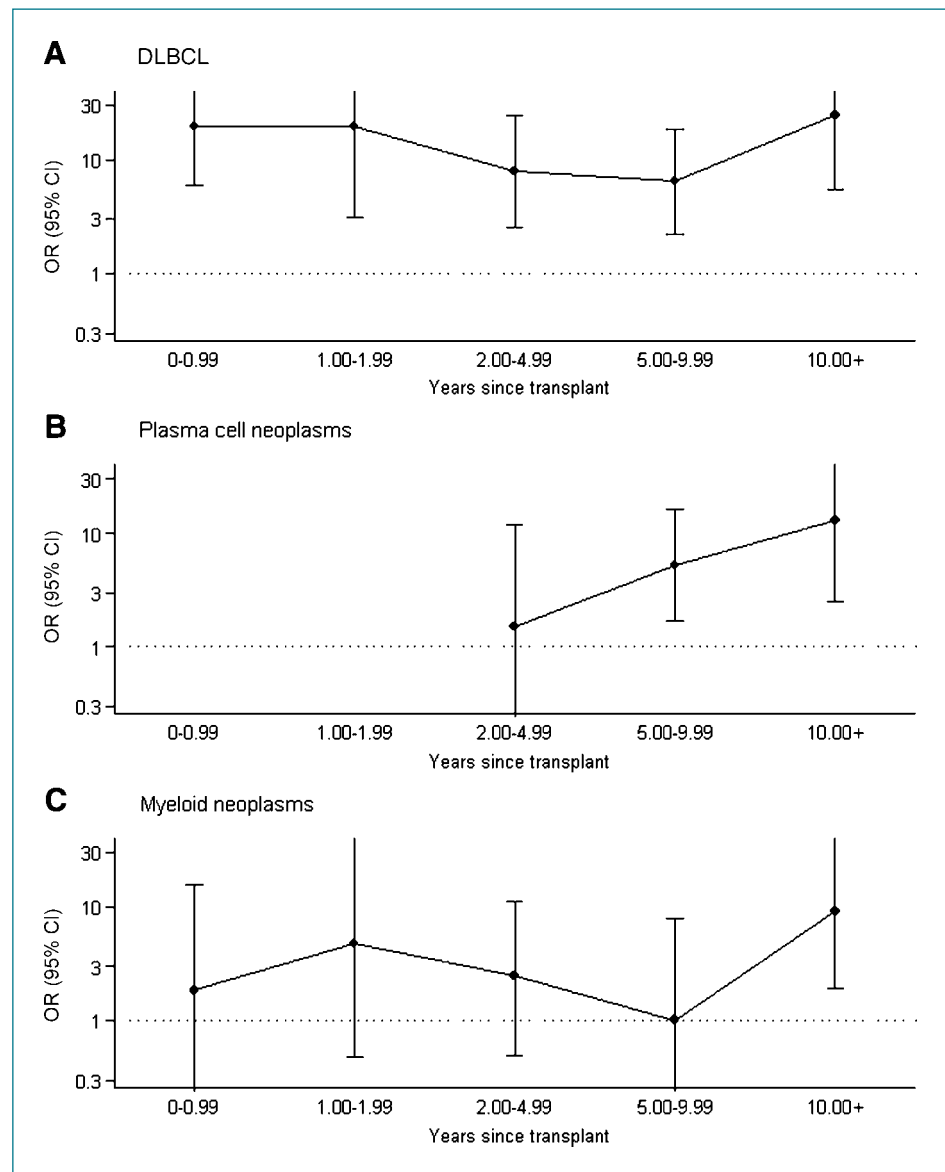 A DLBCL
30
10
3
1
0.3
OR (95% CI)
0-0.99 1.00-1.99 2.00-4.99 5.00-9.99 10.00+
Years since transplant
B Plasma cell neoplasms
30
10
3
1
0.3
OR (95% CI)
0-0.99 1.00-1.99 2.00-4.99 5.00-9.99 10.00+
Years since transplant
C Myeloid neoplasms
30
10
3
1
0.3
OR (95% CI)
0-0.99 1.00-1.99 2.00-4.99 5.00-9.99 10.00+
Years since transplant